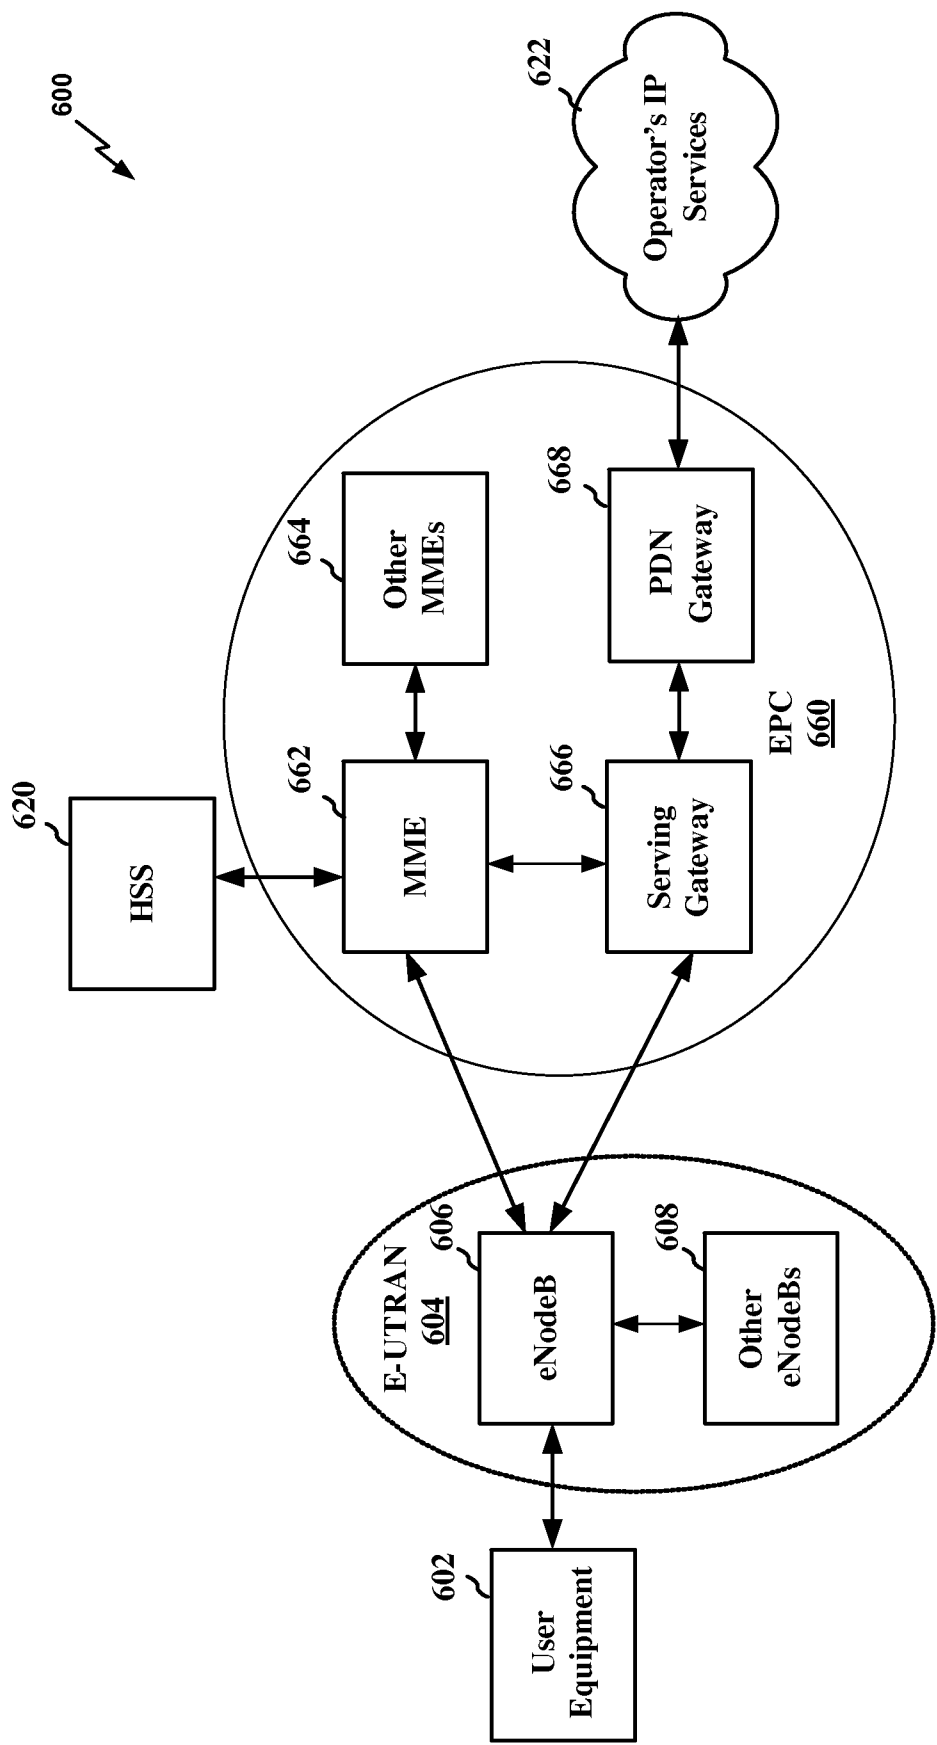 600
620
HSS
662
MME
664
Other
MMEs
E-UTRAN
604
606
eNodeB
602
User
Equipment
608
Other
eNodeBs
666
Serving
Gateway
668
PDN
Gateway
EPC
660
622
Operator's IP
Services